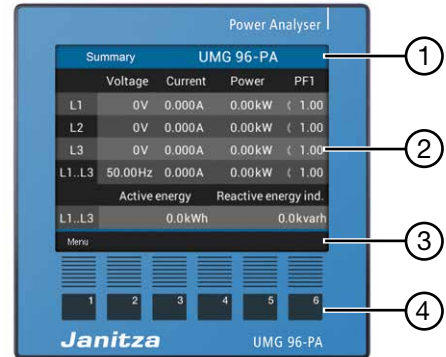 Power Analyser
Summary UMG 96-PA
Voltage Current Power PF1
L1 0V 0.000A 0.00kW ( 1.00
L2 0V 0.000A 0.00kW ( 1.00
L3 0V 0.000A 0.00kW ( 1.00
L1..L3 50.00Hz 0.000A 0.00kW ( 1.00
Active energy Reactive energy ind.
L1..L3 0.0kWh 0.0kvarh
Menu
1 2 3 4 5 6
Janitza UMG 96-PA
1
2
3
4